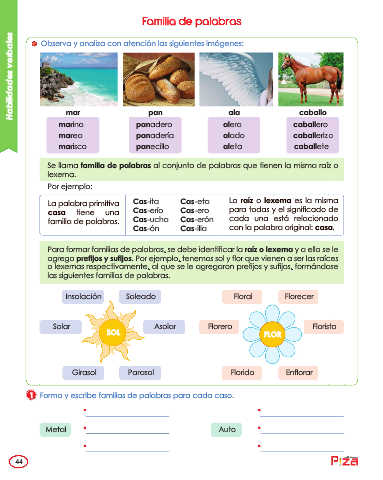 Familia de palabras
Habilidades verbales
Observa y analiza con atención las siguientes imágenes:
mar pan ala caballo
marina panadero alera caballero
marea panadería alado caballerizo
marisco panecillo aleta caballete
Se llama familia de palabras al conjunto de palabras que tienen la misma raíz o
lexema.
Por ejemplo:
La palabra primitiva
casa tiene una
familia de palabras.
Cas-ita Cas-eta
Cas-erío Cas-ero
Cas-ucha Cas-erón
Cas-ón Cas-illa
La raíz o lexema es la misma
para todas y el significado de
cada una está relacionado
con la palabra original: casa.
Para formar familias de palabras, se debe identificar la raíz o lexema y a ella se le
agrega prefijos y sufijos. Por ejemplo, tenemos sol y flor que vienen a ser las raíces
o lexemas respectivamente, al que se le agregaron prefijos y sufijos, formándose
las siguientes familias de palabras.
Insolación Soleado Floral Florecer
Solar SOL Asolar Florero FLOR Florista
Girasol Parasol Florido Enflorar
1 Forma y escribe familias de palabras para cada caso.
Metal Auto
44
Pizza